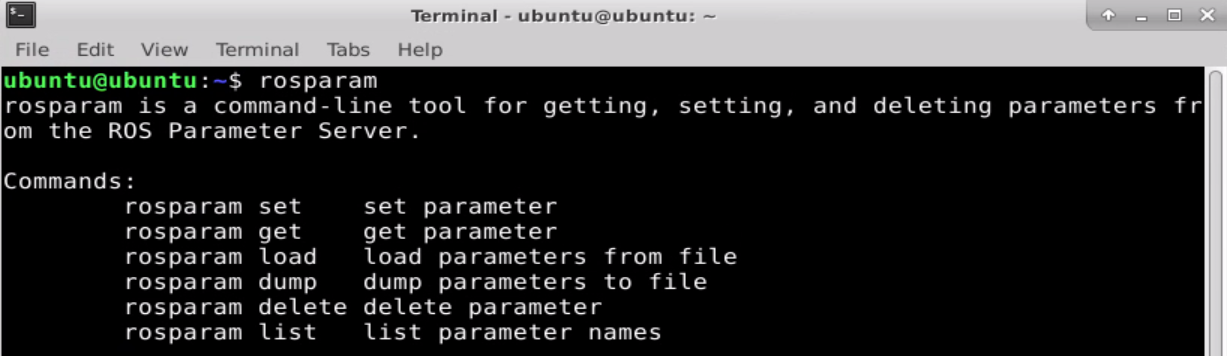 Terminal - ubuntu@ubuntu: ~
File Edit View Terminal Tabs Help
ubuntu@ubuntu:~$ rosparam
rosparam is a command-line tool for getting, setting, and deleting parameters fr
om the ROS Parameter Server.
Commands:
rosparam set set parameter
rosparam get get parameter
rosparam load load parameters from file
rosparam dump dump parameters to file
rosparam delete delete parameter
rosparam list list parameter names